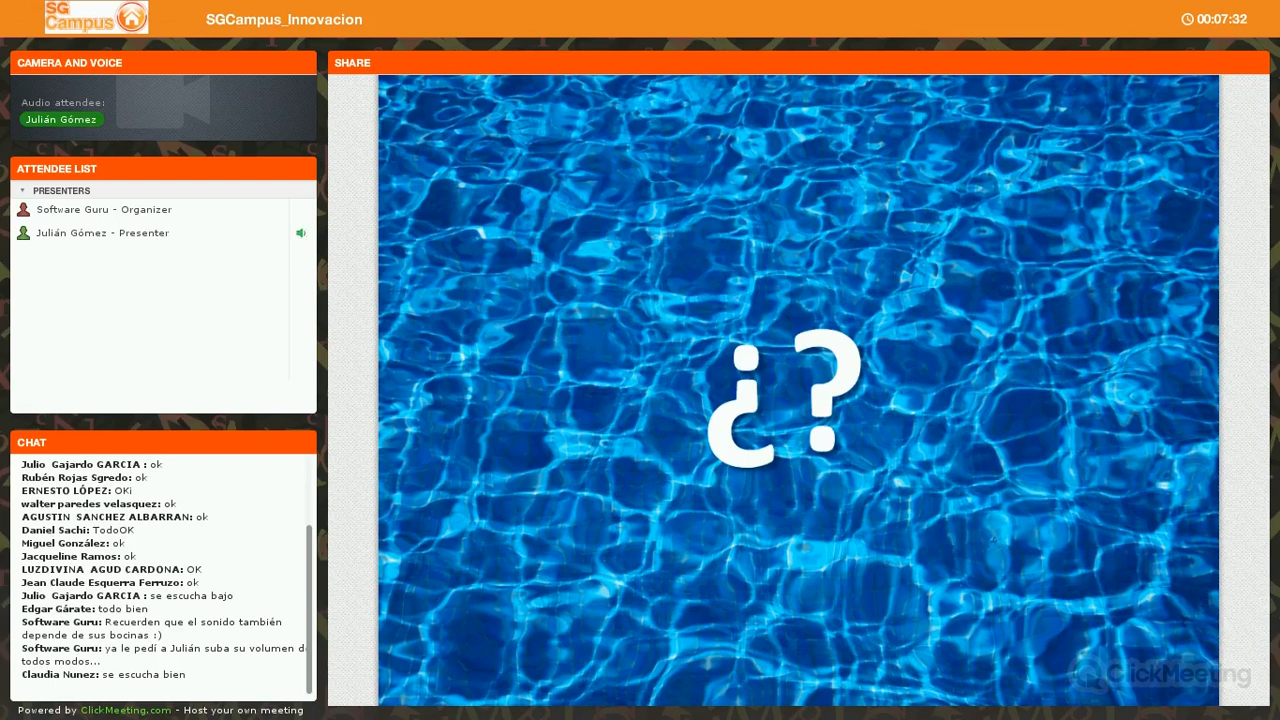 SG
Campus
SGCampus_Innovacion
00:07:32
CAMERA AND VOICE
Audio attendee:
Julián Gómez
ATTENDEE LIST
PRESENTERS
Software Guru - Organizer
Julián Gómez - Presenter
CHAT
Julio Gajardo GARCIA : ok
Rubén Rojas Sgredo: ok
ERNESTO LÓPEZ: OKi
walter paredes velasquez: ok
AGUSTIN SANCHEZ ALBARRAN: ok
Daniel Sachi: TodoOK
Miguel González: ok
Jacqueline Ramos: ok
LUZDIVINA AGUD CARDONA: OK
Jean Claude Esquerra Ferruzo: ok
Julio Gajardo GARCIA : se escucha bajo
Edgar Gárate: todo bien
Software Guru: Recuerden que el sonido también
depende de sus bocinas :)
Software Guru: ya le pedí a Julián suba su volumen de
todos modos...
Claudia Nunez: se escucha bien
Powered by ClickMeeting.com - Host your own meeting
SHARE
¿?
ClickMeeting